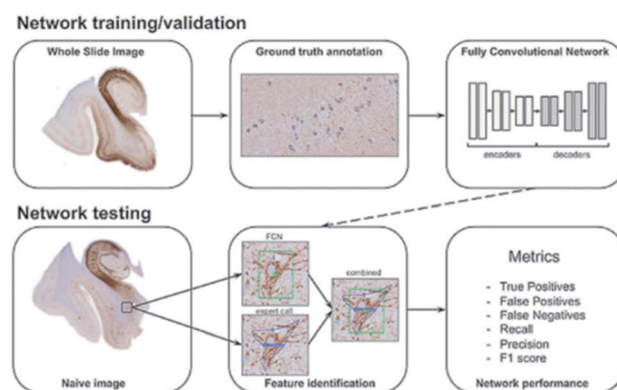 Network training/validation
Whole Slide Image
Ground truth annotation
Fully Convolutional Network
encoders
decoders
Network testing
FCN
expert call
combined
Naive image
Feature identification
Metrics
- True Positives
- False Positives
- False Negatives
- Recall
- Precision
- F1 score
Network performance